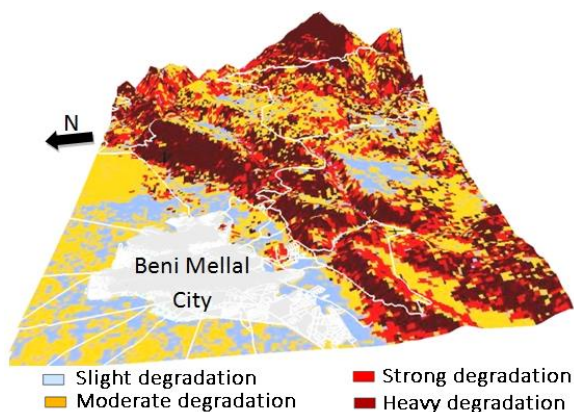 N
Beni Mellal
City
Slight degradation
Strong degradation
Moderate degradation
Heavy degradation